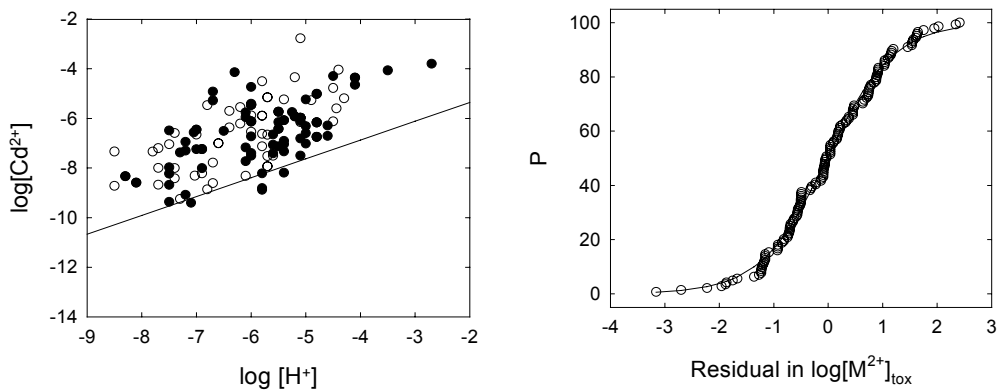 -2
-4
-6
-8
-10
-12
-14
log[Cd²⁺]
-9 -8 -7 -6 -5 -4 -3 -2
log [H⁺]
100
80
60
40
20
0
P
-4 -3 -2 -1 0 1 2 3
Residual in log[M²⁺]tox